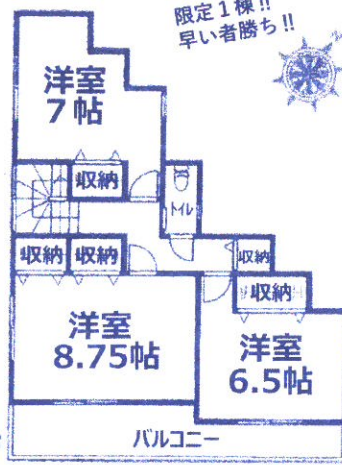 限定1棟!!
早い者勝ち!!
洋室
7帖
収納
トイレ
収納
収納
収納
収納
洋室
8.75帖
洋室
6.5帖
バルコニー